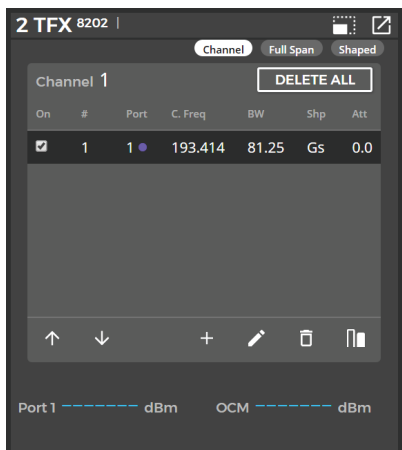 2 TFX 8202 |
Channel Full Span Shaped
Channel 1 DELETE ALL
On # Port C. Freq BW Shp Att
1 1 193.414 81.25 Gs 0.0
Port 1 ------ dBm OCM ------ dBm